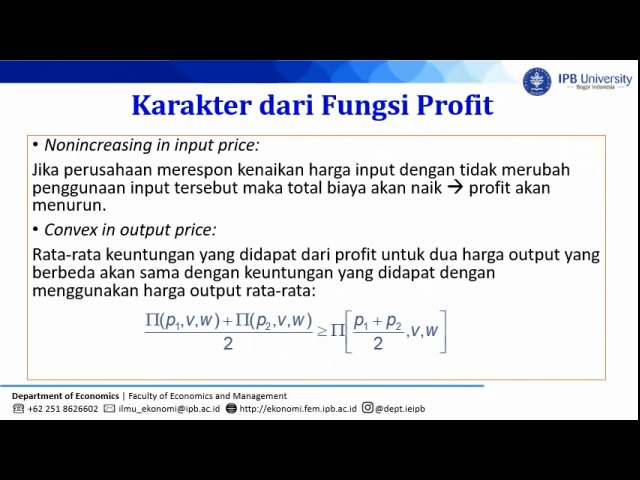 IPB University
Bogor Indonesia
Karakter dari Fungsi Profit
• Nonincreasing in input price:
Jika perusahaan merespon kenaikan harga input dengan tidak merubah
penggunaan input tersebut maka total biaya akan naik → profit akan
menurun.
• Convex in output price:
Rata-rata keuntungan yang didapat dari profit untuk dua harga output yang
berbeda akan sama dengan keuntungan yang didapat dengan
menggunakan harga output rata-rata:
(Π(p₁,v,w) + Π(p₂,v,w))/2 ≥ Π[(p₁ + p₂)/2, v, w]
Department of Economics | Faculty of Economics and Management
+62 251 8626602 ilmu_ekonomi@ipb.ac.id http://ekonomi.fem.ipb.ac.id @dept.ieipb